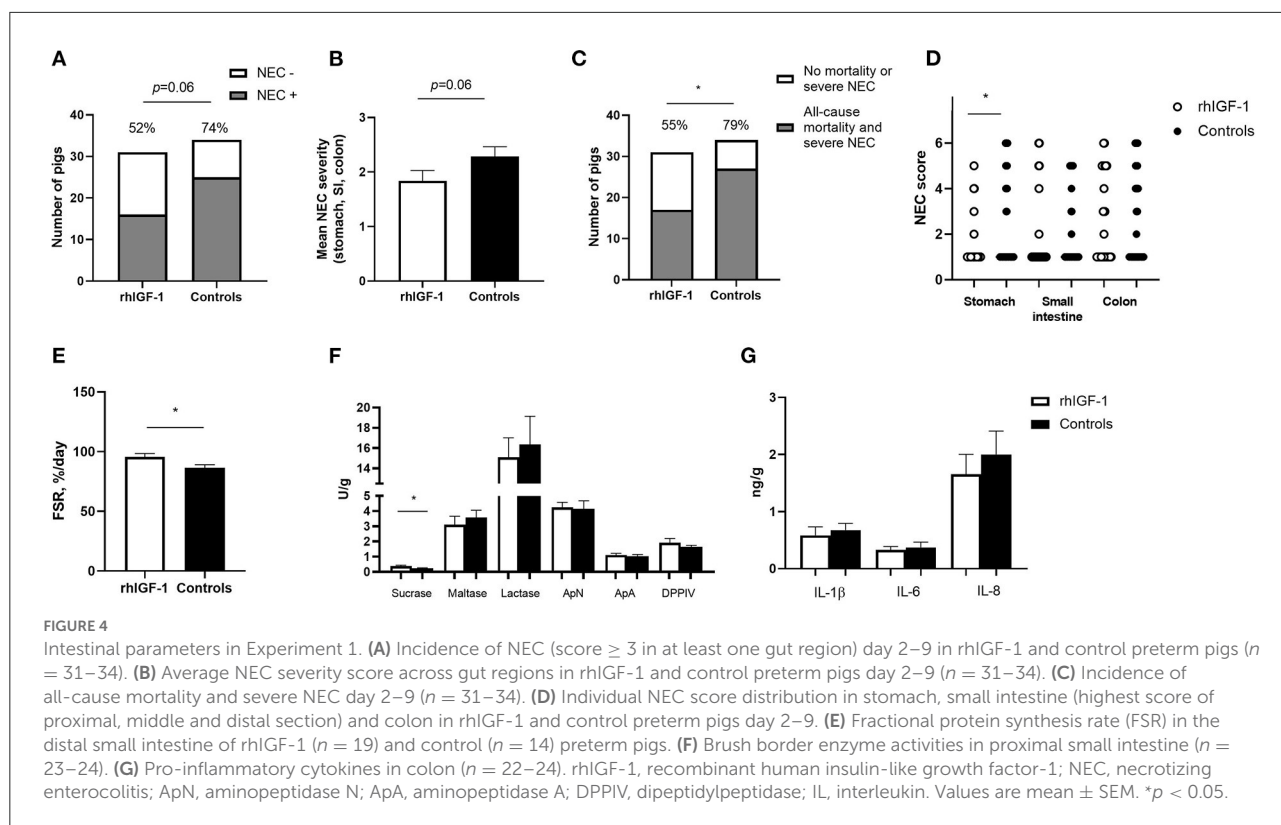 A
NEC -
NEC +
p=0.06
52%
74%
Number of pigs
40
30
20
10
0
rhIGF-1
Controls
B
p=0.06
Mean NEC severity
(stomach, SI, colon)
3
2
1
0
rhIGF-1
Controls
C
No mortality or
severe NEC
All-cause
mortality and
severe NEC
*
55%
79%
Number of pigs
40
30
20
10
0
rhIGF-1
Controls
D
rhIGF-1
Controls
*
NEC score
6
4
2
0
Stomach
Small
intestine
Colon
E
*
FSR, %/day
150
100
50
0
rhIGF-1
Controls
F
U/g
20
18
16
14
5
4
3
2
1
0
*
Sucrase
Maltase
Lactase
ApN
ApA
DPPIV
G
rhIGF-1
Controls
ng/g
3
2
1
0
IL-1β
IL-6
IL-8
FIGURE 4
Intestinal parameters in Experiment 1. (A) Incidence of NEC (score ≥ 3 in at least one gut region) day 2–9 in rhIGF-1 and control preterm pigs (n
= 31–34). (B) Average NEC severity score across gut regions in rhIGF-1 and control preterm pigs day 2–9 (n = 31–34). (C) Incidence of
all-cause mortality and severe NEC day 2–9 (n = 31–34). (D) Individual NEC score distribution in stomach, small intestine (highest score of
proximal, middle and distal section) and colon in rhIGF-1 and control preterm pigs day 2–9. (E) Fractional protein synthesis rate (FSR) in the
distal small intestine of rhIGF-1 (n = 19) and control (n = 14) preterm pigs. (F) Brush border enzyme activities in proximal small intestine (n =
23–24). (G) Pro-inflammatory cytokines in colon (n = 22–24). rhIGF-1, recombinant human insulin-like growth factor-1; NEC, necrotizing
enterocolitis; ApN, aminopeptidase N; ApA, aminopeptidase A; DPPIV, dipeptidylpeptidase; IL, interleukin. Values are mean ± SEM. *p < 0.05.